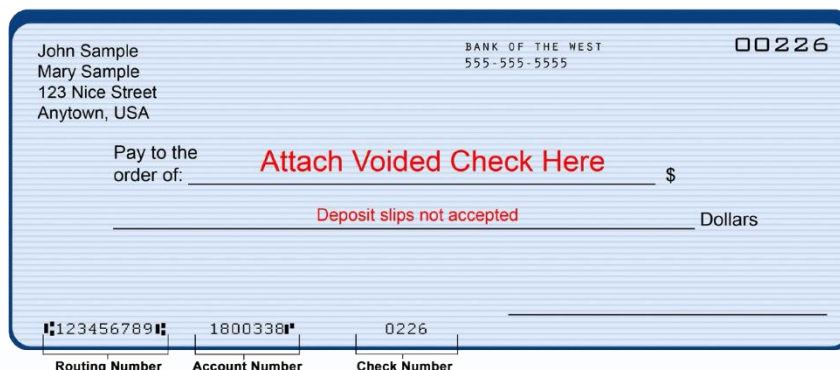 John Sample
Mary Sample
123 Nice Street
Anytown, USA
BANK OF THE WEST
555-555-5555
00226
Pay to the
order of:
Attach Voided Check Here
$
Deposit slips not accepted
Dollars
⑆123456789⑆ 1800338⑈ 0226
Routing Number Account Number Check Number